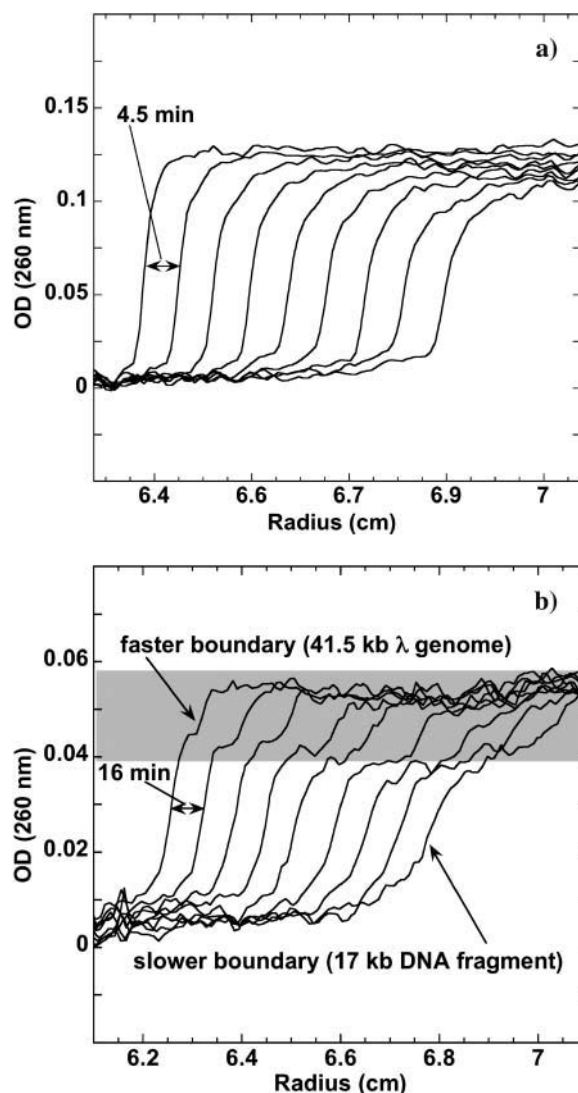 a)
0.15
4.5 min
0.1
OD (260 nm)
0.05
0
6.4 6.5 6.6 6.7 6.9 7
Radius (cm)
b)
faster boundary (41.5 kb λ genome)
0.06
0.04
16 min
OD (260 nm)
0.02
0
slower boundary (17 kb DNA fragment)
6.2 6.4 6.6 6.8 7
Radius (cm)